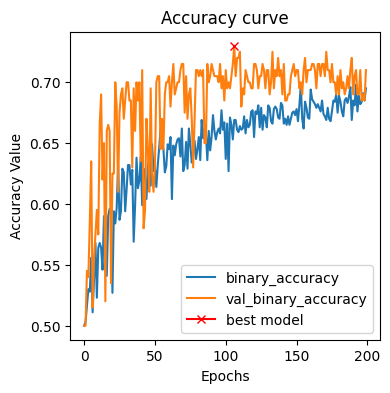 Accuracy curve
Accuracy Value
0.70
0.65
0.60
0.55
0.50
binary_accuracy
val_binary_accuracy
best model
0
50
100
150
200
Epochs